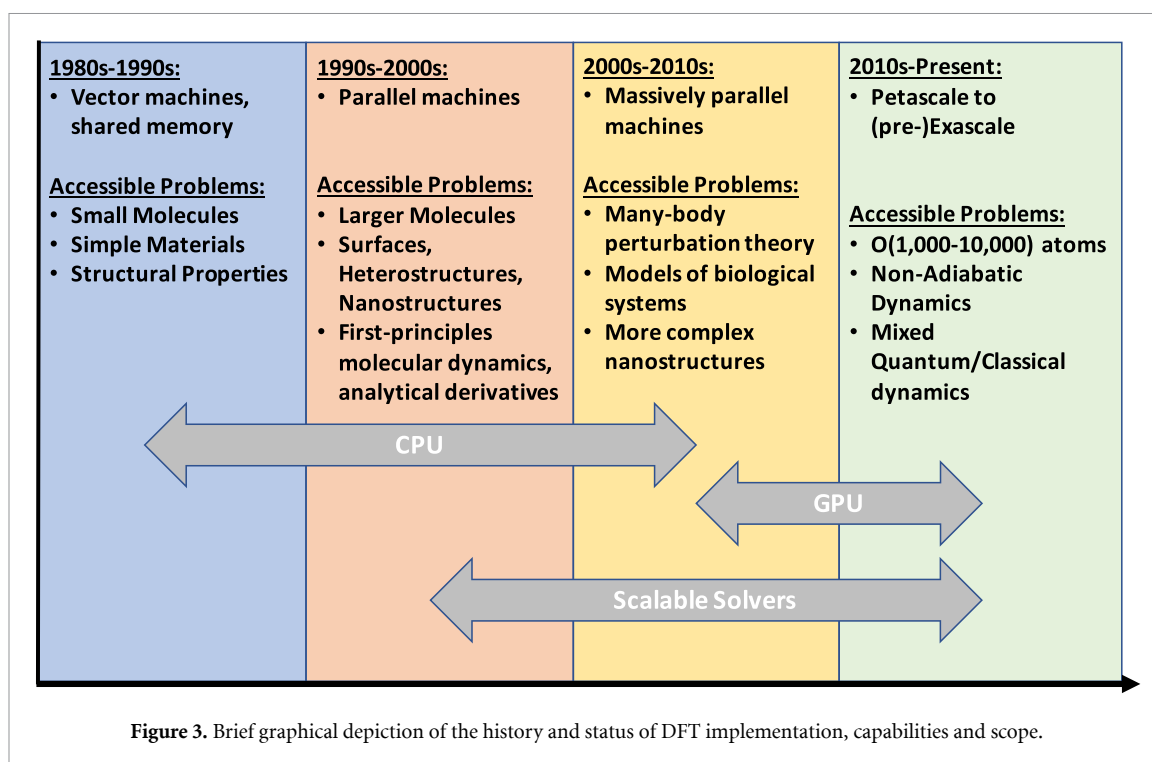 1980s-1990s:
• Vector machines,
shared memory
Accessible Problems:
• Small Molecules
• Simple Materials
• Structural Properties
1990s-2000s:
• Parallel machines
Accessible Problems:
• Larger Molecules
• Surfaces,
Heterostructures,
Nanostructures
• First-principles
molecular dynamics,
analytical derivatives
2000s-2010s:
• Massively parallel
machines
Accessible Problems:
• Many-body
perturbation theory
• Models of biological
systems
• More complex
nanostructures
2010s-Present:
• Petascale to
(pre-)Exascale
Accessible Problems:
• O(1,000-10,000) atoms
• Non-Adiabatic
Dynamics
• Mixed
Quantum/Classical
dynamics
CPU
GPU
Scalable Solvers
Figure 3. Brief graphical depiction of the history and status of DFT implementation, capabilities and scope.